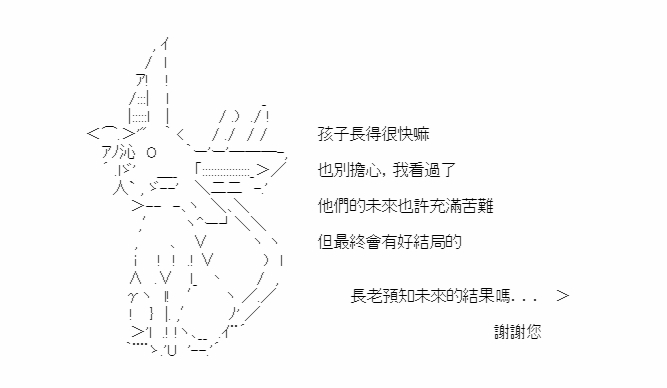 孩子長得很快嘛
也別擔心，我看過了
他們的未來也許充滿苦難
但最終會有好結局的
長老預知未來的結果嗎．．． ＞
謝謝您